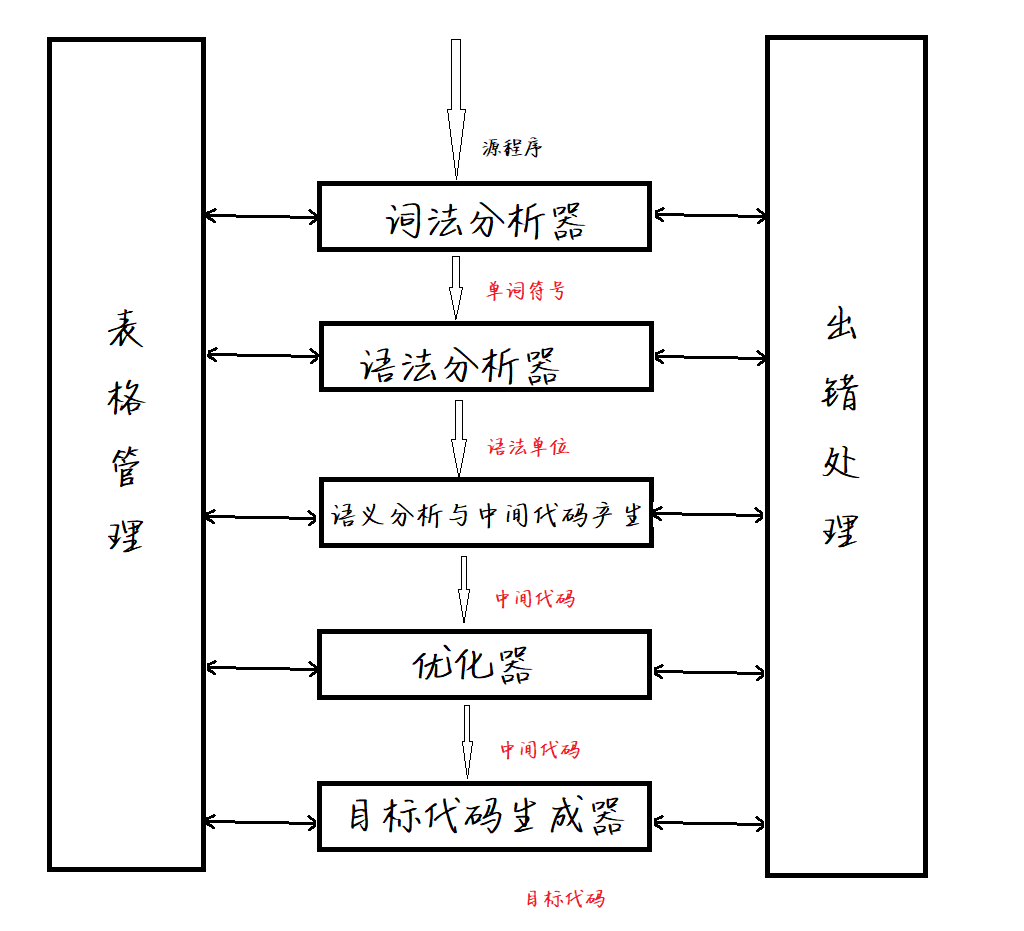 源程序
词法分析器
单词符号
语法分析器
语法单位
语义分析与中间代码产生
中间代码
优化器
中间代码
目标代码生成器
目标代码
表格管理
出错处理